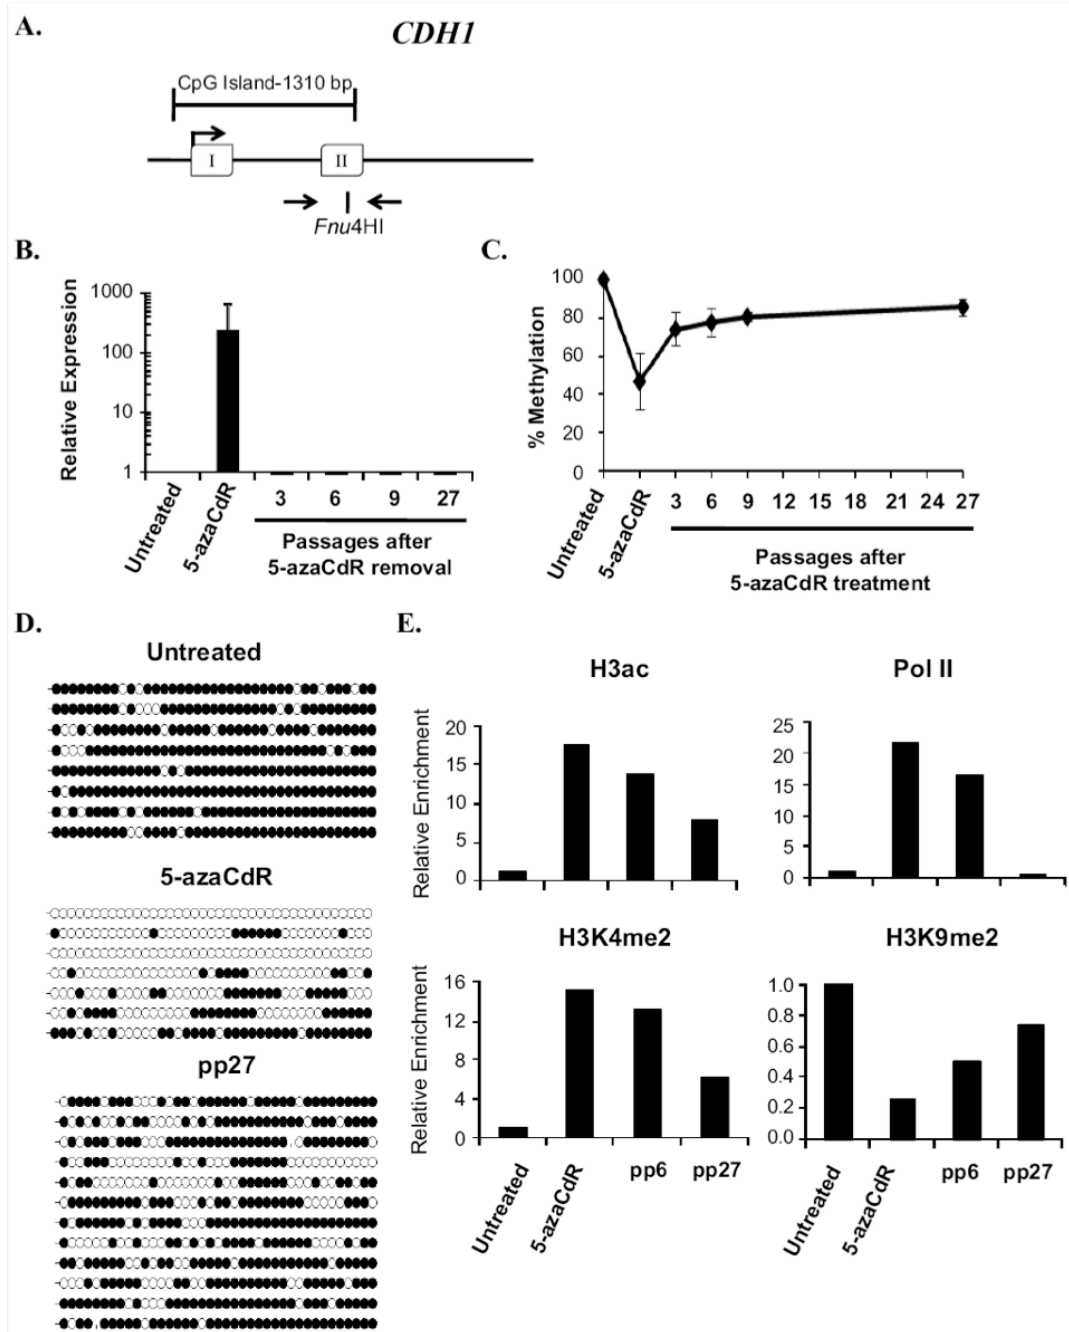 A.
CDH1
CpG Island-1310 bp
I
II
Fnu4HI
B.
Relative Expression
1000
100
10
1
Untreated
5-azaCdR
3 6 9 27
Passages after
5-azaCdR removal
C.
% Methylation
100
80
60
40
20
0
Untreated
5-azaCdR
3 6 9 12 15 18 21 24 27
Passages after
5-azaCdR treatment
D.
Untreated
5-azaCdR
pp27
E.
H3ac
Relative Enrichment
20
15
10
5
0
Pol II
25
20
15
10
5
0
H3K4me2
Relative Enrichment
16
12
8
4
0
Untreated
5-azaCdR
pp6
pp27
H3K9me2
1.0
0.8
0.6
0.4
0.2
0.0
Untreated
5-azaCdR
pp6
pp27